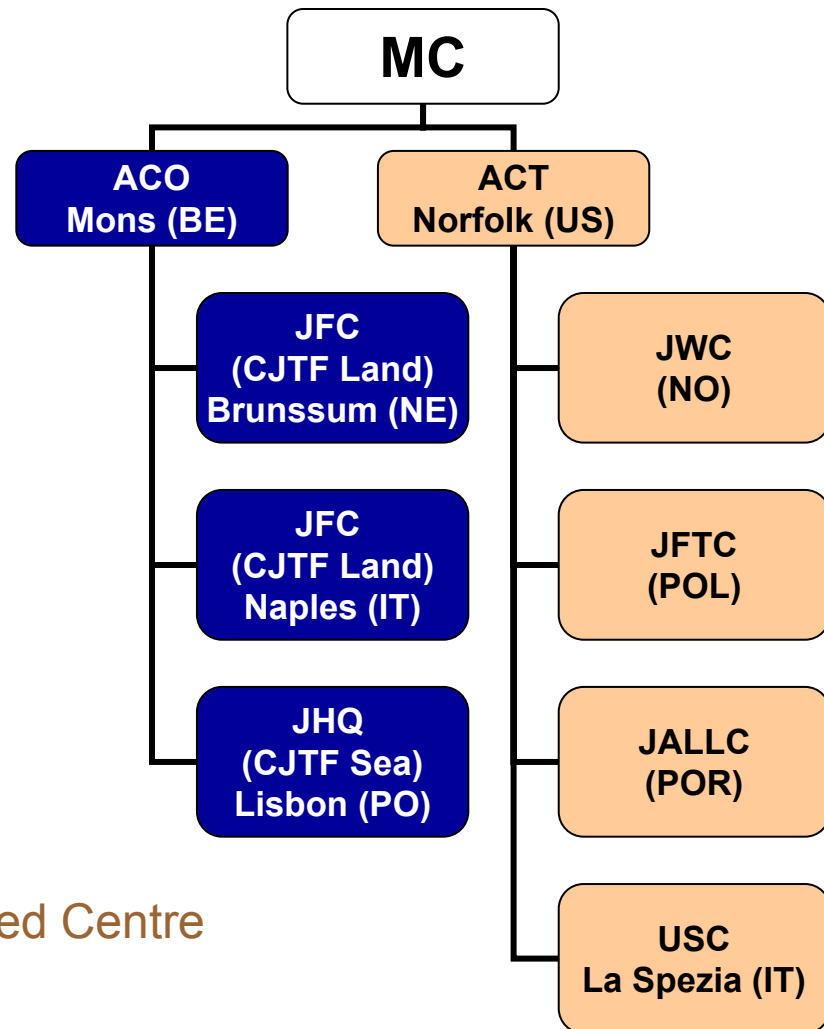 MC
ACO
Mons (BE)
ACT
Norfolk (US)
JFC
(CJTF Land)
Brunssum (NE)
JWC
(NO)
JFC
(CJTF Land)
Naples (IT)
JFTC
(POL)
JHQ
(CJTF Sea)
Lisbon (PO)
JALLC
(POR)
ed Centre
USC
La Spezia (IT)